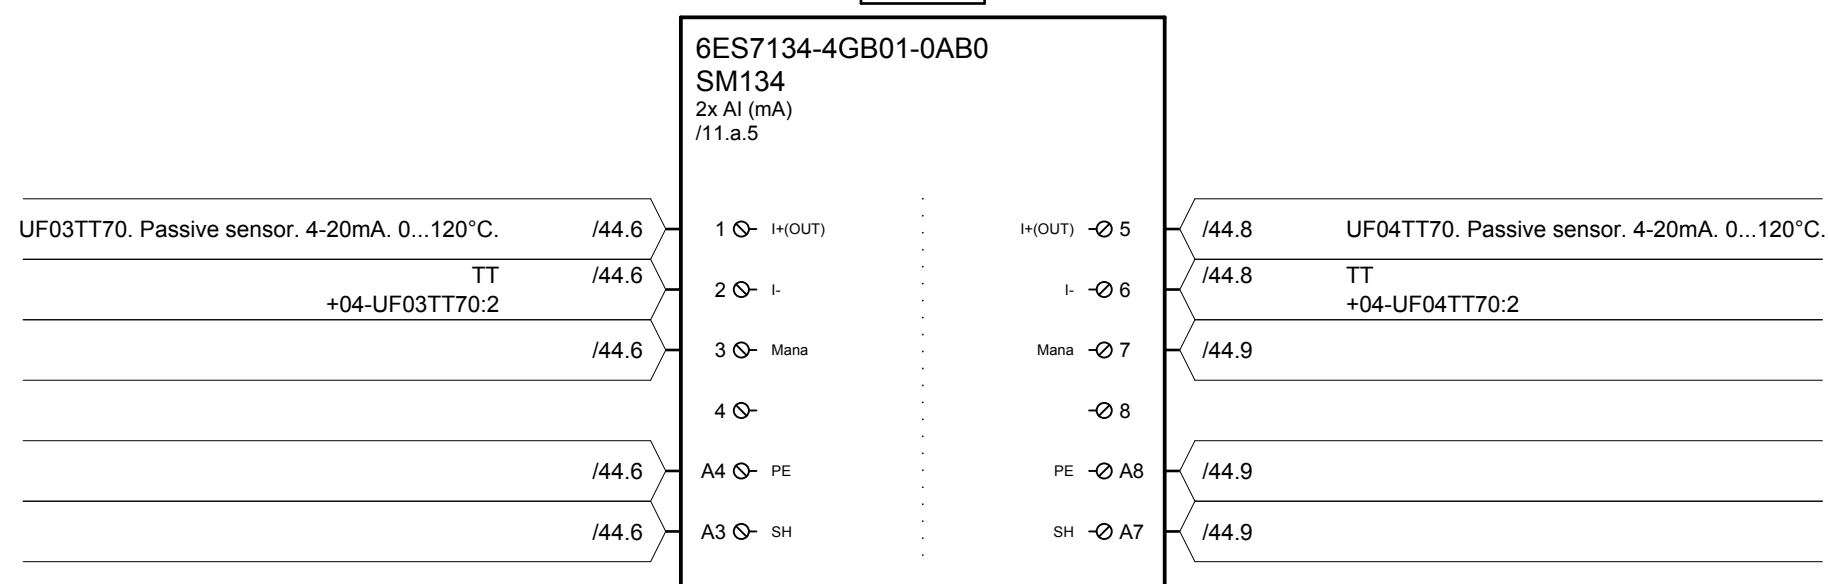 6ES7134-4GB01-0AB0
SM134
2x AI (mA)
/11.a.5
UF03TT70. Passive sensor. 4-20mA. 0...120°C. /44.6 1 I+(OUT) I+(OUT) 5 /44.8 UF04TT70. Passive sensor. 4-20mA. 0...120°C.
TT /44.6 2 I- I- 6 /44.8 TT
+04-UF03TT70:2 +04-UF04TT70:2
/44.6 3 Mana Mana 7 /44.9
4 8
/44.6 A4 PE PE A8 /44.9
/44.6 A3 SH SH A7 /44.9